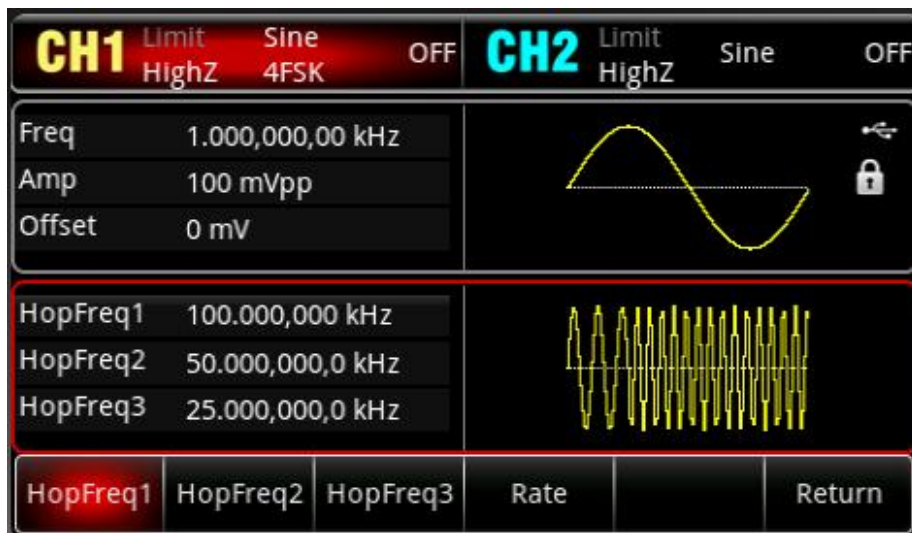 CH1 Limit Sine OFF CH2 Limit Sine OFF
HighZ 4FSK HighZ
Freq 1.000,000,00 kHz
Amp 100 mVpp
Offset 0 mV
HopFreq1 100.000,000 kHz
HopFreq2 50.000,000,0 kHz
HopFreq3 25.000,000,0 kHz
HopFreq1 HopFreq2 HopFreq3 Rate Return